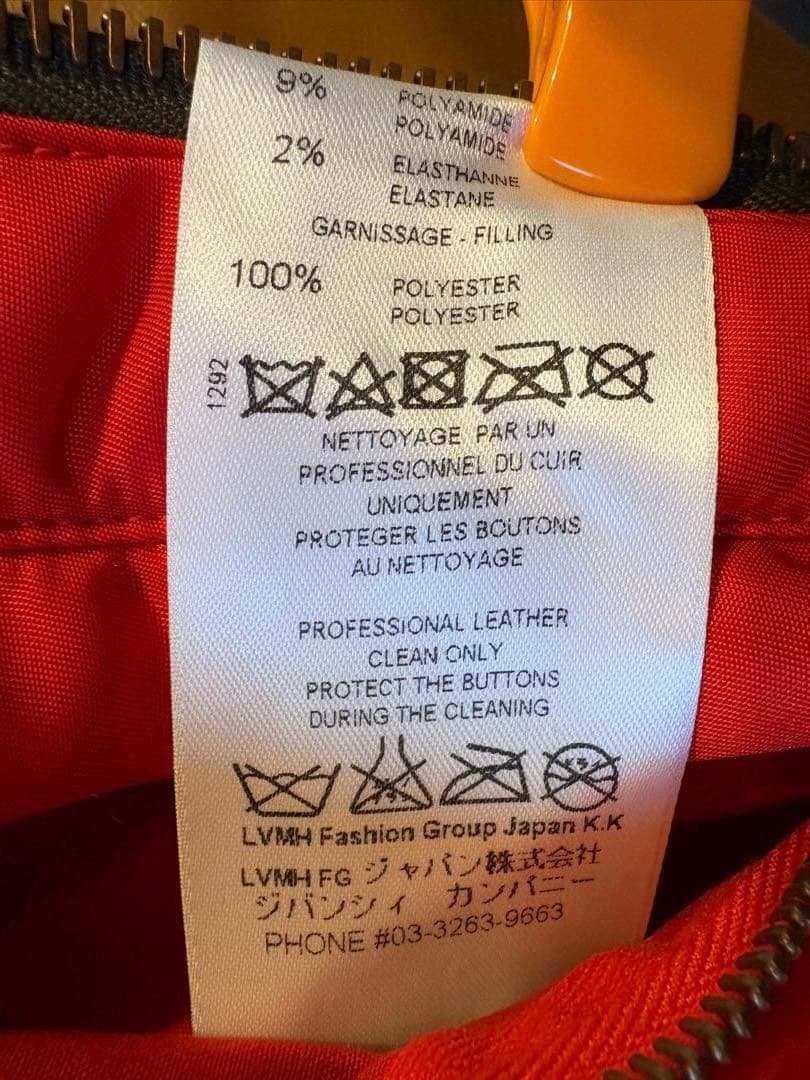 9% POLYAMIDE
POLYAMIDE
2% ELASTHANNE
ELASTANE
GARNISSAGE - FILLING
100% POLYESTER
POLYESTER
1292
NETTOYAGE PAR UN
PROFESSIONNEL DU CUIR
UNIQUEMENT
PROTEGER LES BOUTONS
AU NETTOYAGE
PROFESSIONAL LEATHER
CLEAN ONLY
PROTECT THE BUTTONS
DURING THE CLEANING
LVMH Fashion Group Japan K.K
LVMH FG ジャパン株式会社
ジバンシィ カンパニー
PHONE #03-3263-9663